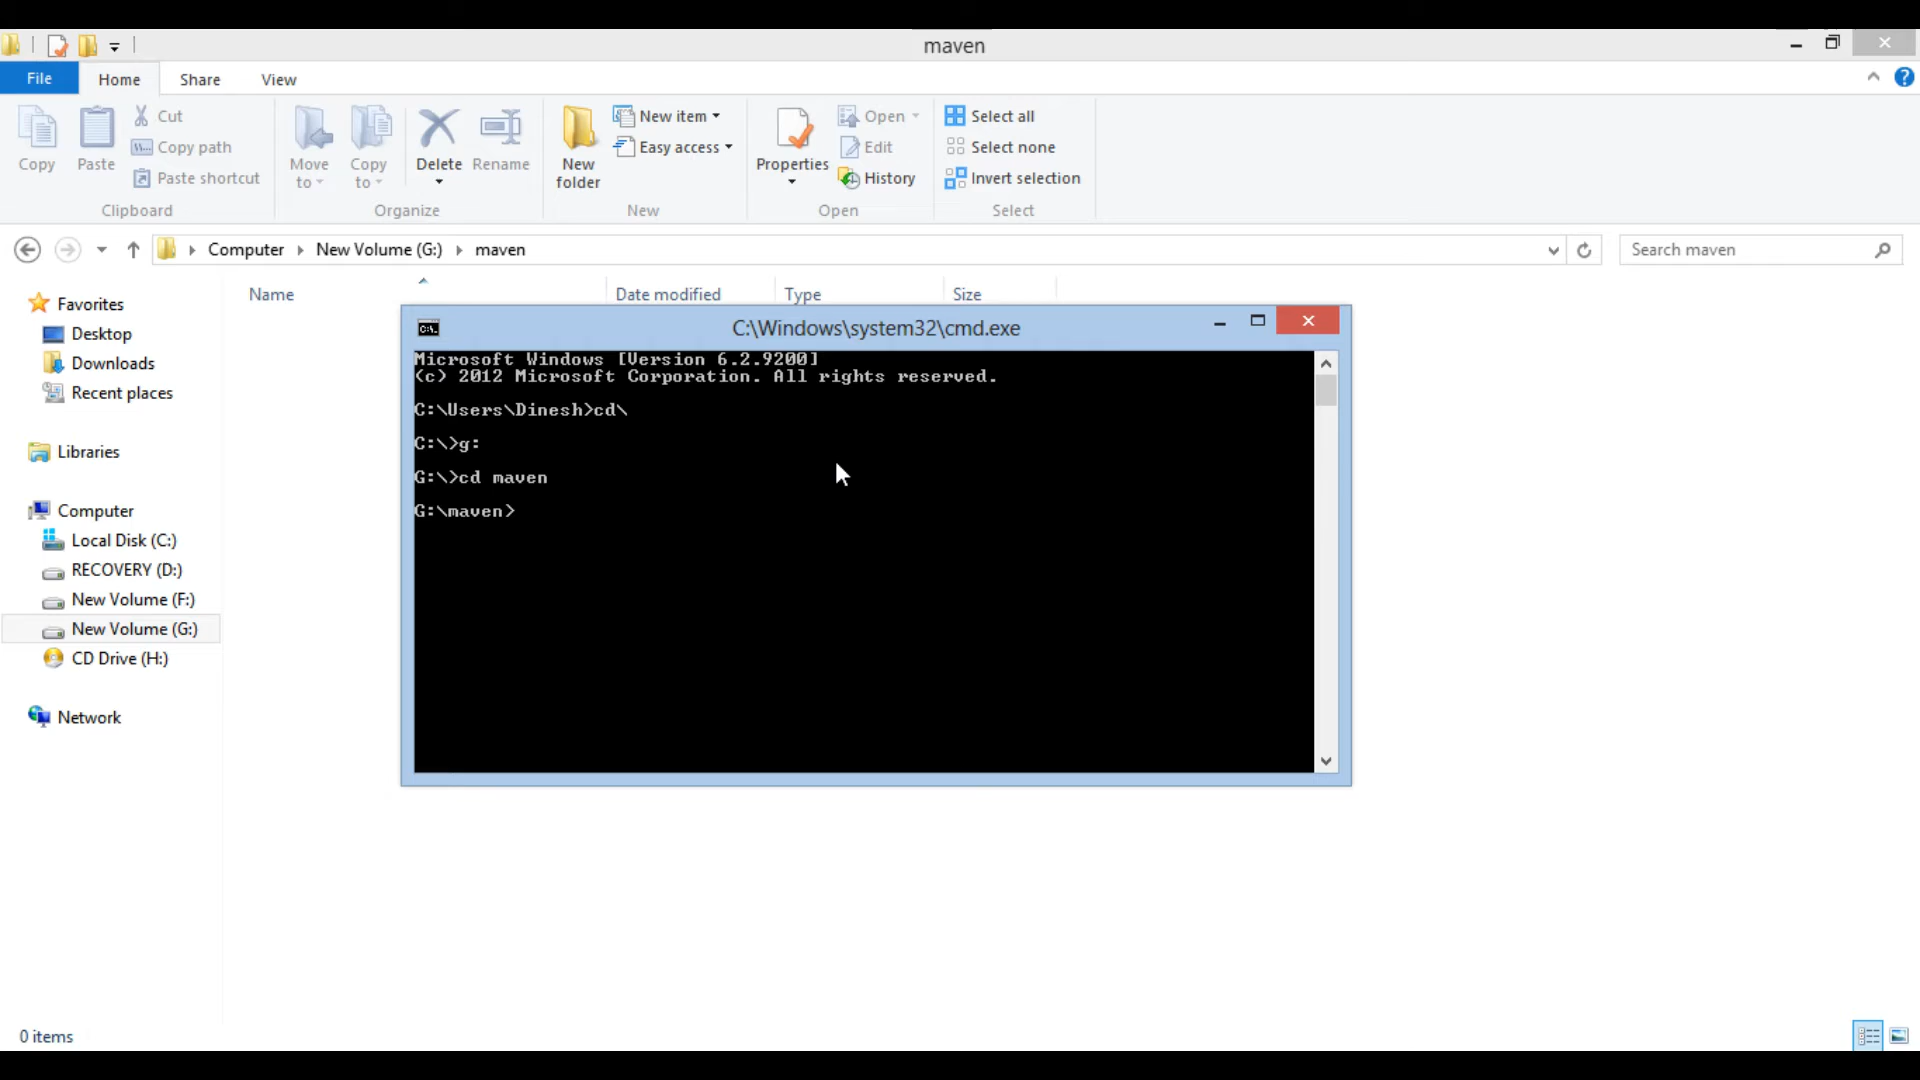 maven
File Home Share View
Copy
Paste
Cut
Copy path
Paste shortcut
Clipboard
Move to
Copy to
Delete
Rename
Organize
New folder
New item
Easy access
New
Properties
Open
Edit
History
Open
Select all
Select none
Invert selection
Select
Computer New Volume (G:) maven
Search maven
Name Date modified Type Size
Favorites
Desktop
Downloads
Recent places
Libraries
Computer
Local Disk (C:)
RECOVERY (D:)
New Volume (F:)
New Volume (G:)
CD Drive (H:)
Network
C:\Windows\system32\cmd.exe
Microsoft Windows [Version 6.2.9200]
(c) 2012 Microsoft Corporation. All rights reserved.
C:\Users\Dinesh>cd\
C:\>g:
G:\>cd maven
G:\maven>
0 items